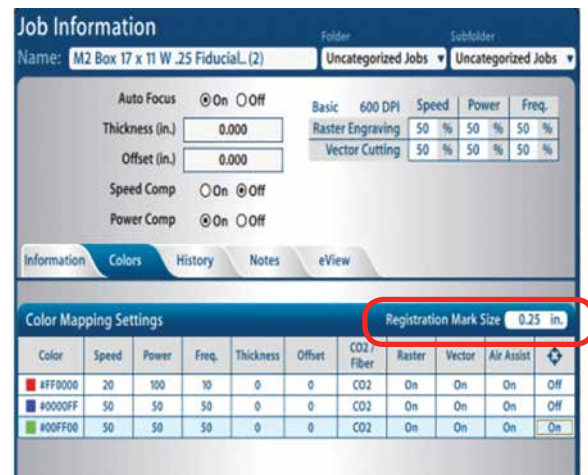 Job Information
Folder Subfolder
Name: M2 Box 17 x 11 W .25 Fiducial... (2) Uncategorized Jobs Uncategorized Jobs
Auto Focus On Off
Basic 600 DPI Speed Power Freq.
Thickness (in.) 0.000
Raster Engraving 50 % 50 % 50 %
Offset (in.) 0.000
Vector Cutting 50 % 50 % 50 %
Speed Comp On Off
Power Comp On Off
Information Colors History Notes eView
Color Mapping Settings Registration Mark Size 0.25 in.
Color Speed Power Freq. Thickness Offset CO2 / Fiber Raster Vector Air Assist
#FF0000 20 100 10 0 0 CO2 On On On Off
#0000FF 50 50 50 0 0 CO2 On On On Off
#00FF00 50 50 50 0 0 CO2 On On On On